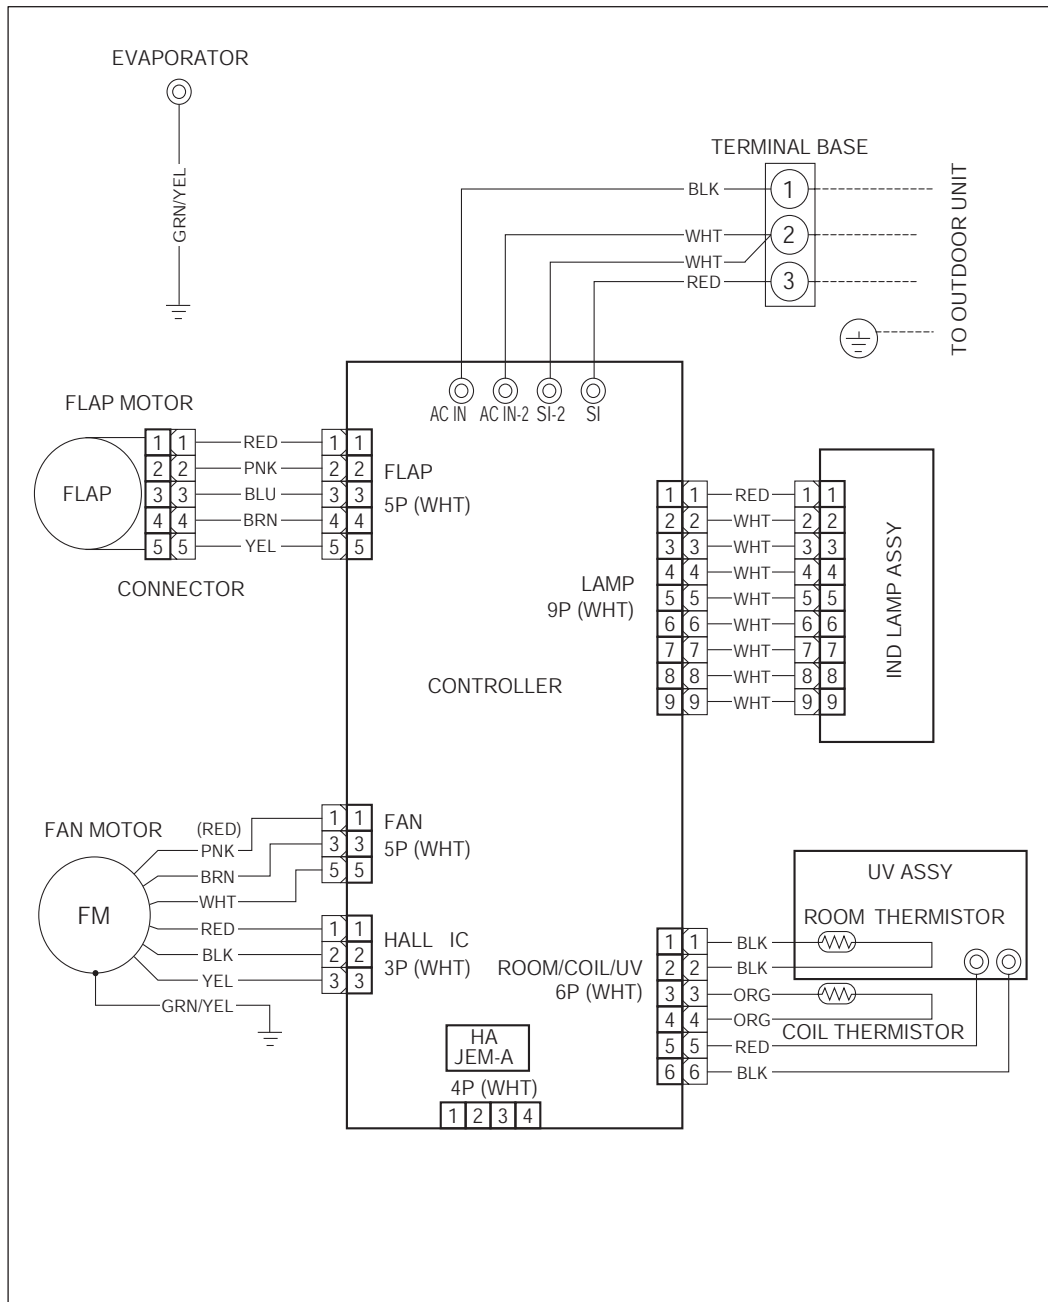 EVAPORATOR
GRN/YEL
TERMINAL BASE
BLK 1
WHT 2
WHT
RED 3
TO OUTDOOR UNIT
AC IN AC IN-2 SI-2 SI
FLAP MOTOR
FLAP
1 1 RED 1 1
2 2 PNK 2 2
3 3 BLU 3 3
4 4 BRN 4 4
5 5 YEL 5 5
FLAP
5P (WHT)
CONNECTOR
LAMP
9P (WHT)
1 1 RED 1 1
2 2 WHT 2 2
3 3 WHT 3 3
4 4 WHT 4 4
5 5 WHT 5 5
6 6 WHT 6 6
7 7 WHT 7 7
8 8 WHT 8 8
9 9 WHT 9 9
IND LAMP ASSY
CONTROLLER
FAN MOTOR
FM
(RED)
PNK 1 1
BRN 3 3
WHT 5 5
FAN
5P (WHT)
RED 1 1
BLK 2 2
YEL 3 3
HALL IC
3P (WHT)
GRN/YEL
UV ASSY
ROOM THERMISTOR
ROOM/COIL/UV
6P (WHT)
1 1 BLK
2 2 BLK
3 3 ORG
4 4 ORG
5 5 RED
6 6 BLK
COIL THERMISTOR
HA
JEM-A
4P (WHT)
1 2 3 4